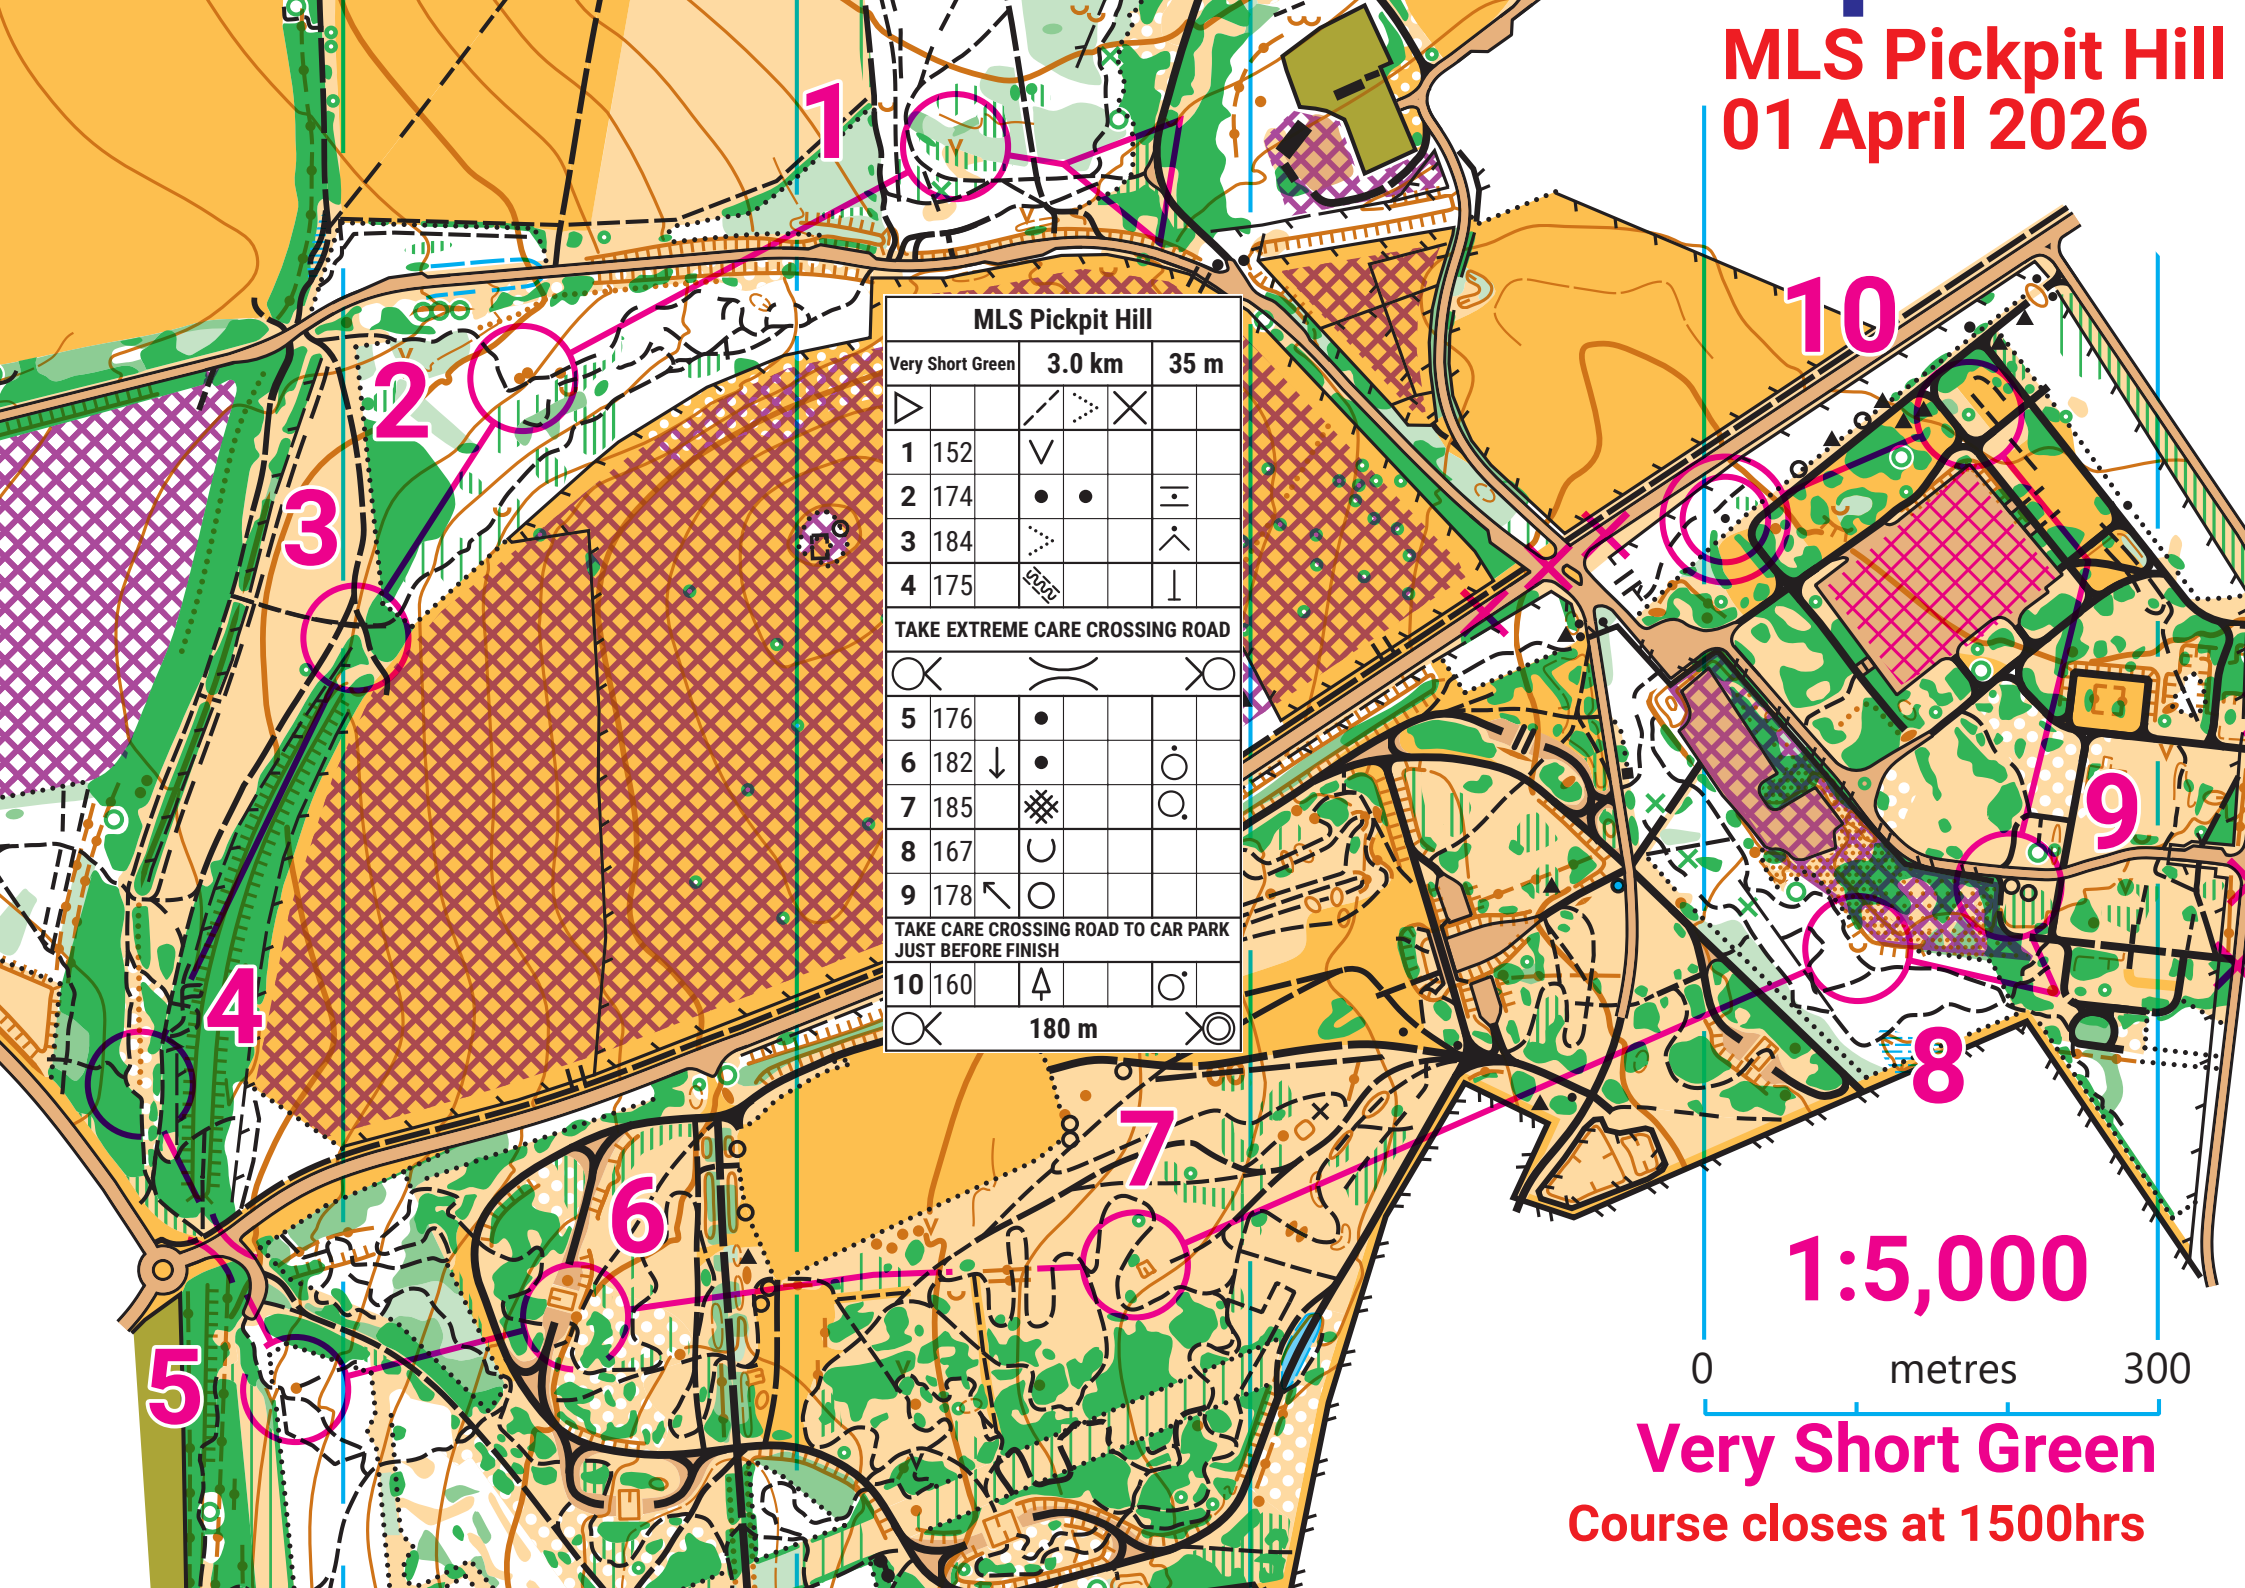 MLS Pickpit Hill
01 April 2026
1
2
3
4
5
6
7
8
9
10
MLS Pickpit Hill
Very Short Green 3.0 km 35 m
1 152
2 174
3 184
4 175
TAKE EXTREME CARE CROSSING ROAD
5 176
6 182
7 185
8 167
9 178
TAKE CARE CROSSING ROAD TO CAR PARK
JUST BEFORE FINISH
10 160
180 m
1:5,000
0 metres 300
Very Short Green
Course closes at 1500hrs